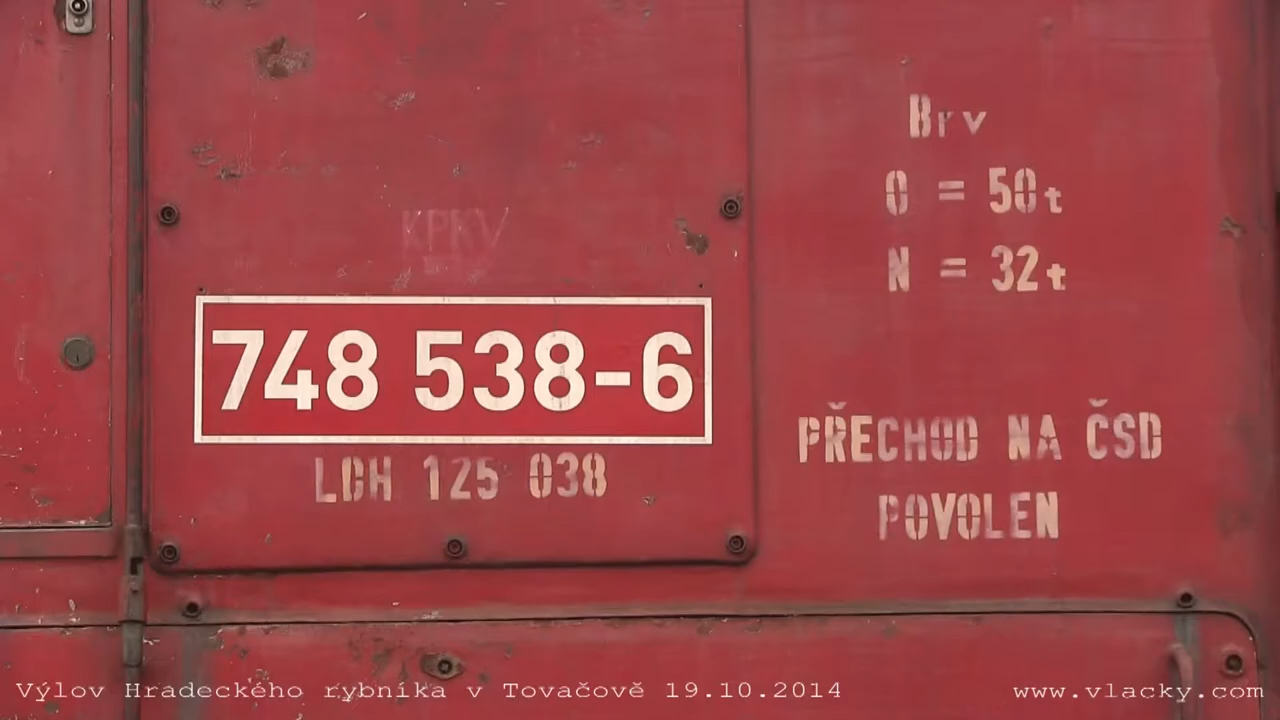 Brv
O = 50t
N = 32t
KPKV
748 538-6
LDH 125 038
PŘECHOD NA ČSD
POVOLEN
Výlov Hradeckého rybníka v Tovačově 19.10.2014
www.vlacky.com